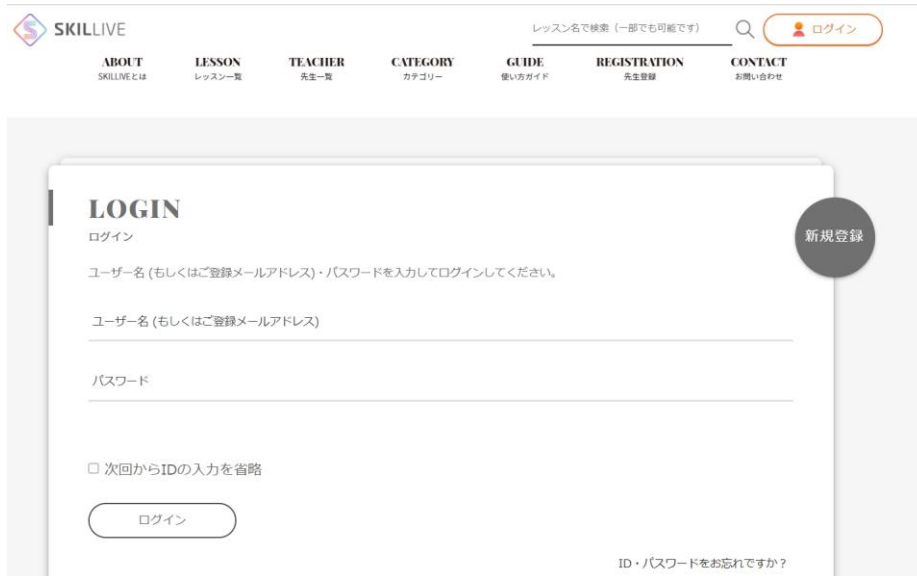 SKILLIVE
レッスン名で検索（一部でも可能です）
ログイン
ABOUT
SKILLIVEとは
LESSON
レッスン一覧
TEACHER
先生一覧
CATEGORY
カテゴリー
GUIDE
使い方ガイド
REGISTRATION
先生登録
CONTACT
お問い合わせ
LOGIN
ログイン
新規登録
ユーザー名 (もしくはご登録メールアドレス)・パスワードを入力してログインしてください。
ユーザー名 (もしくはご登録メールアドレス)
パスワード
次回からIDの入力を省略
ログイン
ID・パスワードをお忘れですか？